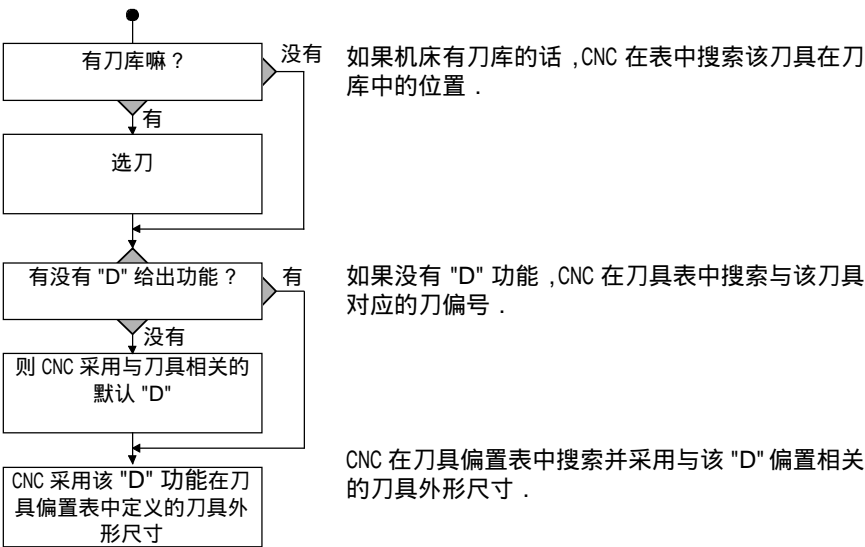 有刀库嘛?
没有
如果机床有刀库的话,CNC 在表中搜索该刀具在刀
库中的位置.
有
选刀
有没有 "D" 给出功能?
有
如果没有 "D" 功能,CNC 在刀具表中搜索与该刀具
对应的刀偏号.
没有
则 CNC 采用与刀具相关的
默认 "D"
CNC 在刀具偏置表中搜索并采用与该 "D" 偏置相关
的刀具外形尺寸.
CNC 采用该 "D" 功能在刀
具偏置表中定义的刀具外
形尺寸